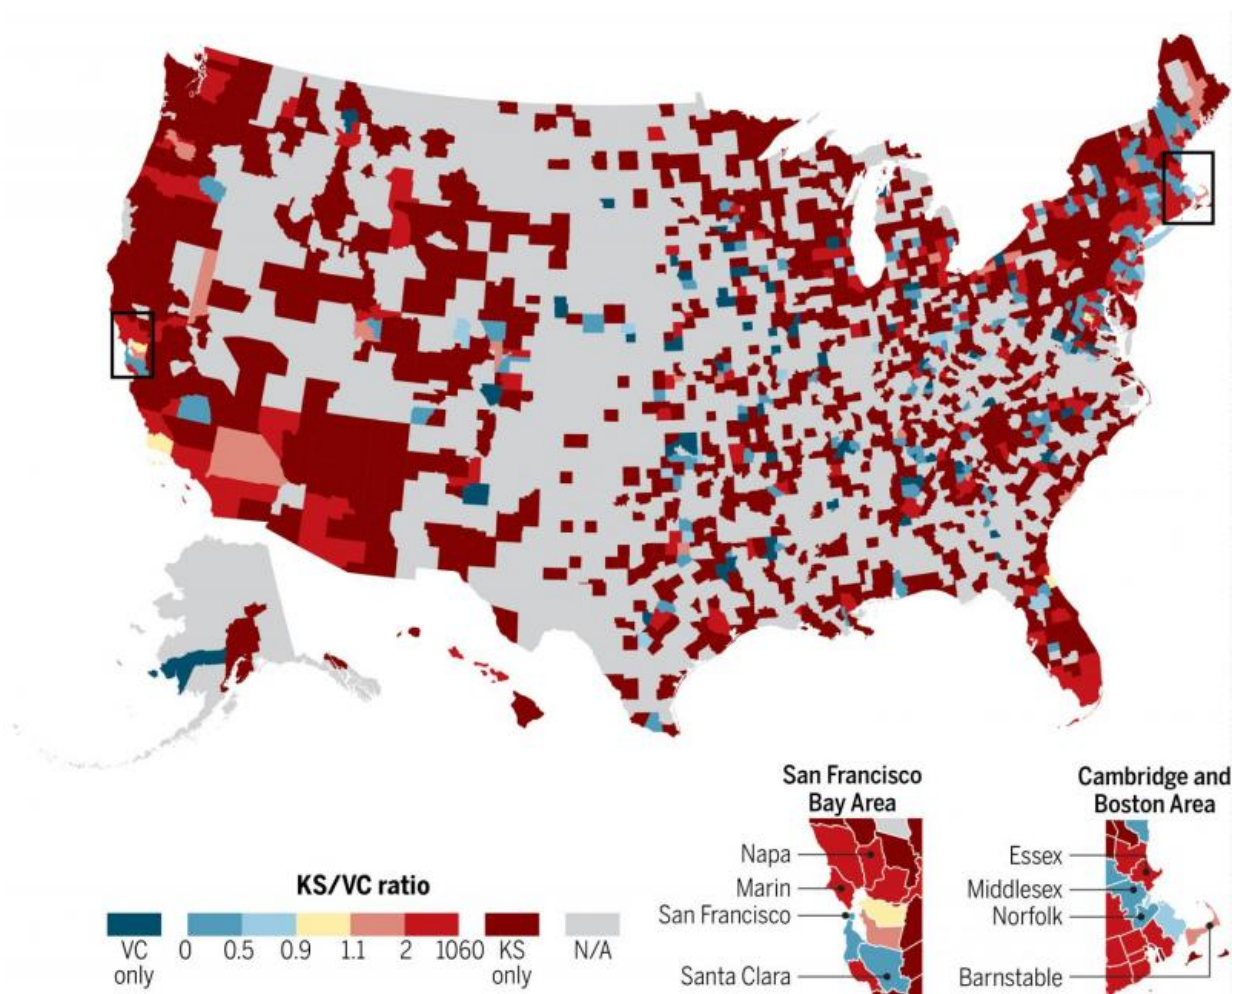 San Francisco
Bay Area
Napa
Marin
San Francisco
Santa Clara
Cambridge and
Boston Area
Essex
Middlesex
Norfolk
Barnstable
KS/VC ratio
VC only 0 0.5 0.9 1.1 2 1060 KS only N/A